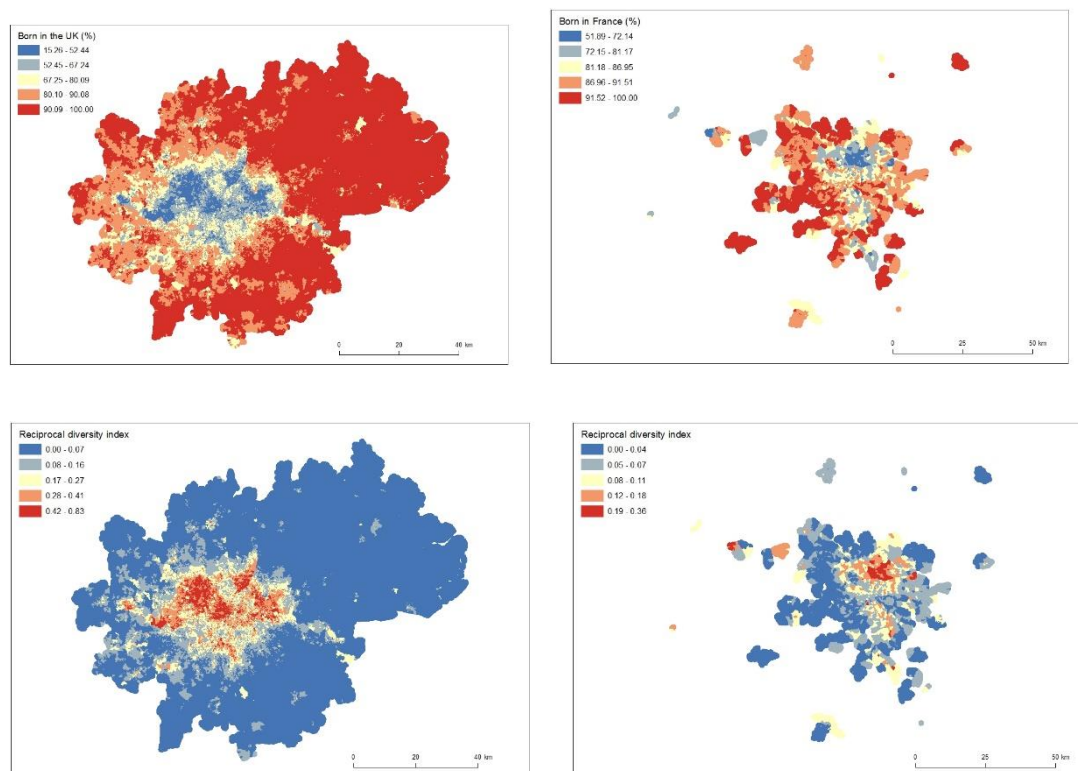 Born in the UK (%)
15.26 - 52.44
52.45 - 67.24
67.25 - 80.09
80.10 - 90.08
90.09 - 100.00
0 20 40 km
Born in France (%)
51.89 - 72.14
72.15 - 81.17
81.18 - 86.95
86.96 - 91.51
91.52 - 100.00
0 25 50 km
Reciprocal diversity index
0.00 - 0.07
0.08 - 0.16
0.17 - 0.27
0.28 - 0.41
0.42 - 0.83
0 20 40 km
Reciprocal diversity index
0.00 - 0.04
0.05 - 0.07
0.08 - 0.11
0.12 - 0.18
0.19 - 0.36
0 25 50 km